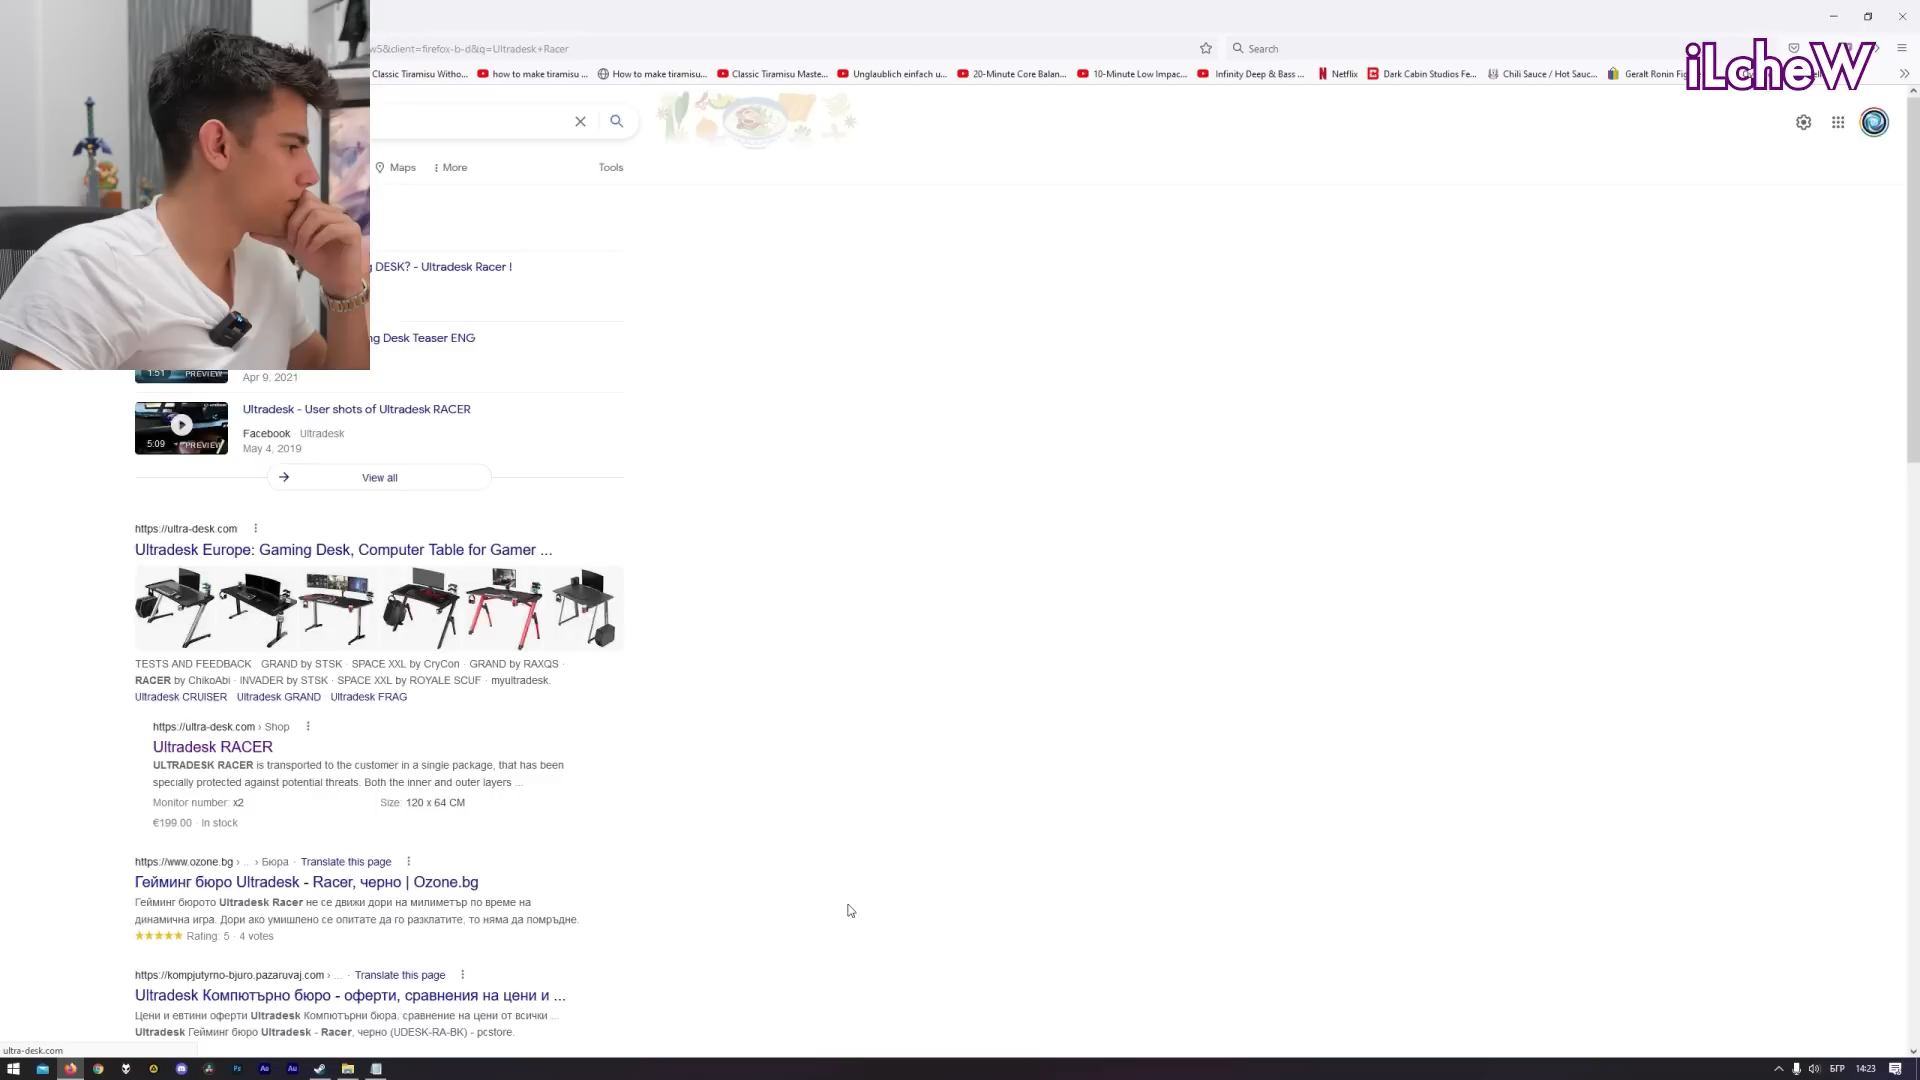 w5&client=firefox-b-d&q=Ultradesk+Racer
Search
iLcheW
Classic Tiramisu Witho...
how to make tiramisu ...
How to make tiramisu...
Classic Tiramisu Maste...
Unglaublich einfach u...
20-Minute Core Balan...
10-Minute Low Impac...
Infinity Deep & Bass ...
Netflix
Dark Cabin Studios Fe...
Chili Sauce / Hot Sauc...
Geralt Ronin Fig
Maps
More
Tools
DESK? - Ultradesk Racer !
ng Desk Teaser ENG
1:51
PREVIEW
Apr 9, 2021
Ultradesk - User shots of Ultradesk RACER
Facebook · Ultradesk
5:09
PREVIEW
May 4, 2019
View all
https://ultra-desk.com
Ultradesk Europe: Gaming Desk, Computer Table for Gamer ...
TESTS AND FEEDBACK GRAND by STSK · SPACE XXL by CryCon · GRAND by RAXQS ·
RACER by ChikoAbi · INVADER by STSK · SPACE XXL by ROYALE SCUF · myultradesk.
Ultradesk CRUISER
Ultradesk GRAND
Ultradesk FRAG
https://ultra-desk.com › Shop
Ultradesk RACER
ULTRADESK RACER is transported to the customer in a single package, that has been
specially protected against potential threats. Both the inner and outer layers ...
Monitor number: x2
Size: 120 x 64 CM
€199.00 · In stock
https://www.ozone.bg › ... › Бюра · Translate this page
Гейминг бюро Ultradesk - Racer, черно | Ozone.bg
Гейминг бюрото Ultradesk Racer не се движи дори на милиметър по време на
динамична игра. Дори ако умишлено се опитате да го разклатите, то няма да помръдне.
Rating: 5 · 4 votes
https://kompjutyrno-bjuro.pazaruvaj.com › ... · Translate this page
Ultradesk Компютърно бюро - оферти, сравнения на цени и ...
Цени и евтини оферти Ultradesk Компютърни бюра. сравнение на цени от всички ...
Ultradesk Гейминг бюро Ultradesk - Racer, черно (UDESK-RA-BK) - pcstore.
ultra-desk.com
Ps
Ae
Au
БГР
14:23